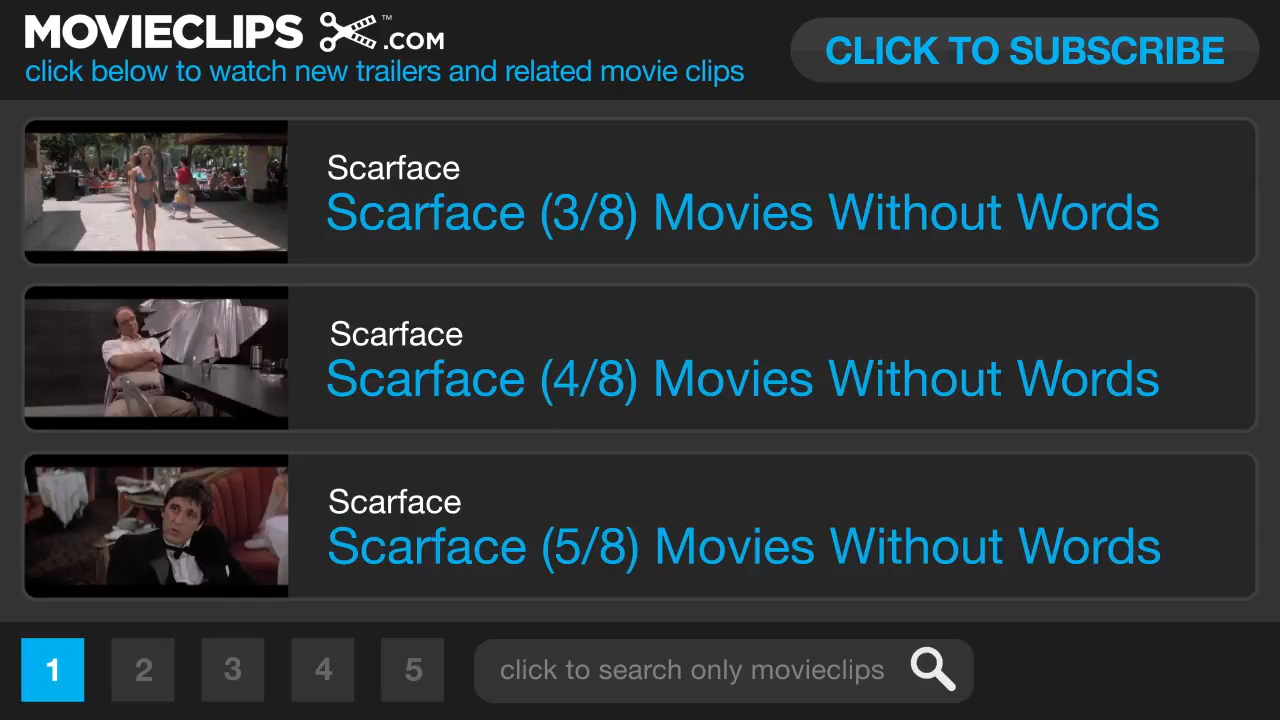 MOVIECLIPS .COM™
click below to watch new trailers and related movie clips
CLICK TO SUBSCRIBE
Scarface
Scarface (3/8) Movies Without Words
Scarface
Scarface (4/8) Movies Without Words
Scarface
Scarface (5/8) Movies Without Words
1 2 3 4 5 click to search only movieclips